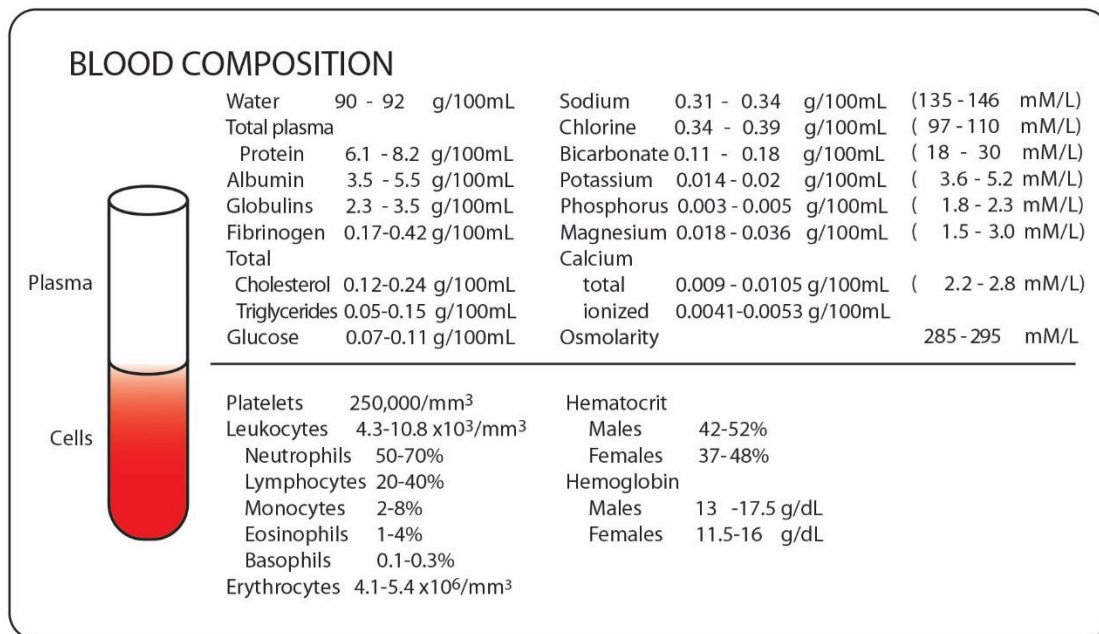 BLOOD COMPOSITION
Water 90 - 92 g/100mL
Total plasma
Protein 6.1 - 8.2 g/100mL
Albumin 3.5 - 5.5 g/100mL
Globulins 2.3 - 3.5 g/100mL
Fibrinogen 0.17-0.42 g/100mL
Total
Cholesterol 0.12-0.24 g/100mL
Triglycerides 0.05-0.15 g/100mL
Glucose 0.07-0.11 g/100mL
Sodium 0.31 - 0.34 g/100mL (135 - 146 mM/L)
Chlorine 0.34 - 0.39 g/100mL ( 97 - 110 mM/L)
Bicarbonate 0.11 - 0.18 g/100mL ( 18 - 30 mM/L)
Potassium 0.014 - 0.02 g/100mL ( 3.6 - 5.2 mM/L)
Phosphorus 0.003 - 0.005 g/100mL ( 1.8 - 2.3 mM/L)
Magnesium 0.018 - 0.036 g/100mL ( 1.5 - 3.0 mM/L)
Calcium
total 0.009 - 0.0105 g/100mL ( 2.2 - 2.8 mM/L)
ionized 0.0041-0.0053 g/100mL
Osmolarity 285 - 295 mM/L
Plasma
Cells
Platelets 250,000/mm³
Leukocytes 4.3-10.8 x10³/mm³
Neutrophils 50-70%
Lymphocytes 20-40%
Monocytes 2-8%
Eosinophils 1-4%
Basophils 0.1-0.3%
Erythrocytes 4.1-5.4 x10⁶/mm³
Hematocrit
Males 42-52%
Females 37-48%
Hemoglobin
Males 13 -17.5 g/dL
Females 11.5-16 g/dL